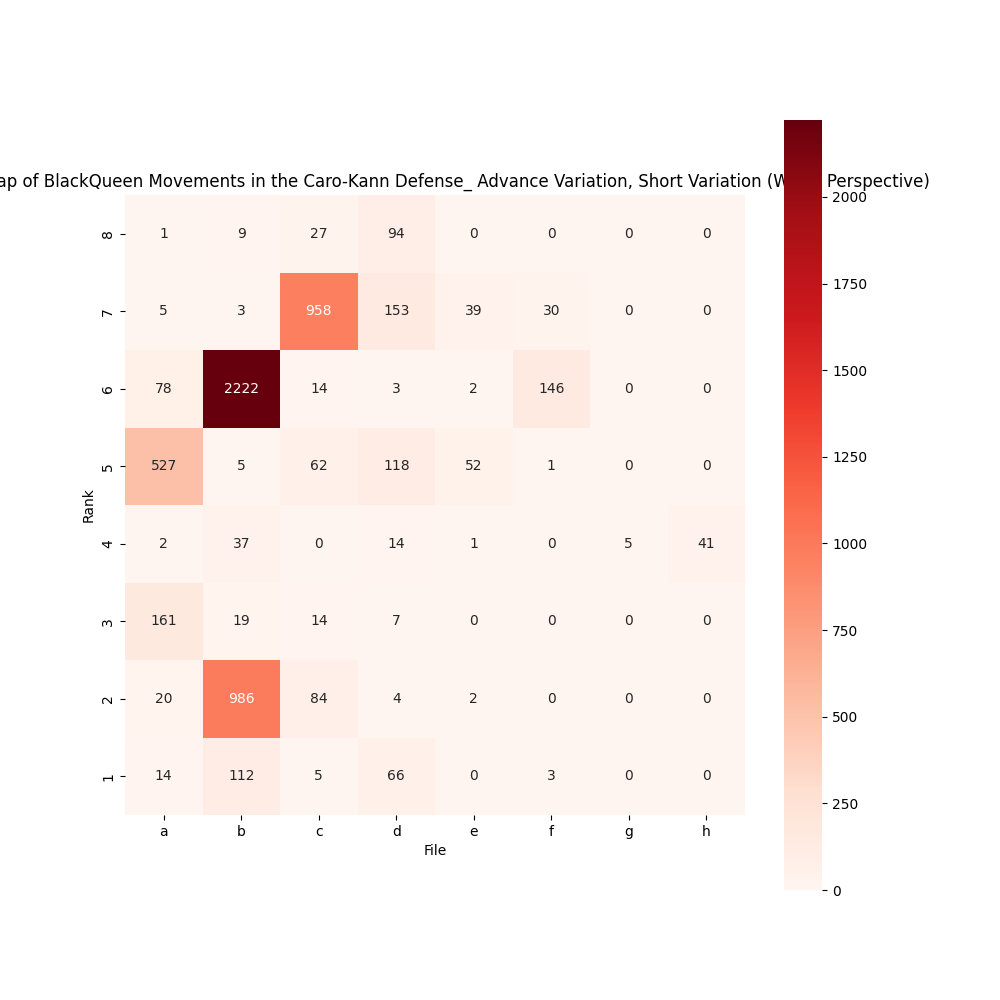 ap of BlackQueen Movements in the Caro-Kann Defense_ Advance Variation, Short Variation (W Perspective)
8 1 9 27 94 0 0 0 0
7 5 3 958 153 39 30 0 0
6 78 2222 14 3 2 146 0 0
5 527 5 62 118 52 1 0 0
4 2 37 0 14 1 0 5 41
3 161 19 14 7 0 0 0 0
2 20 986 84 4 2 0 0 0
1 14 112 5 66 0 3 0 0
a b c d e f g h
Rank
File
2000
1750
1500
1250
1000
750
500
250
0